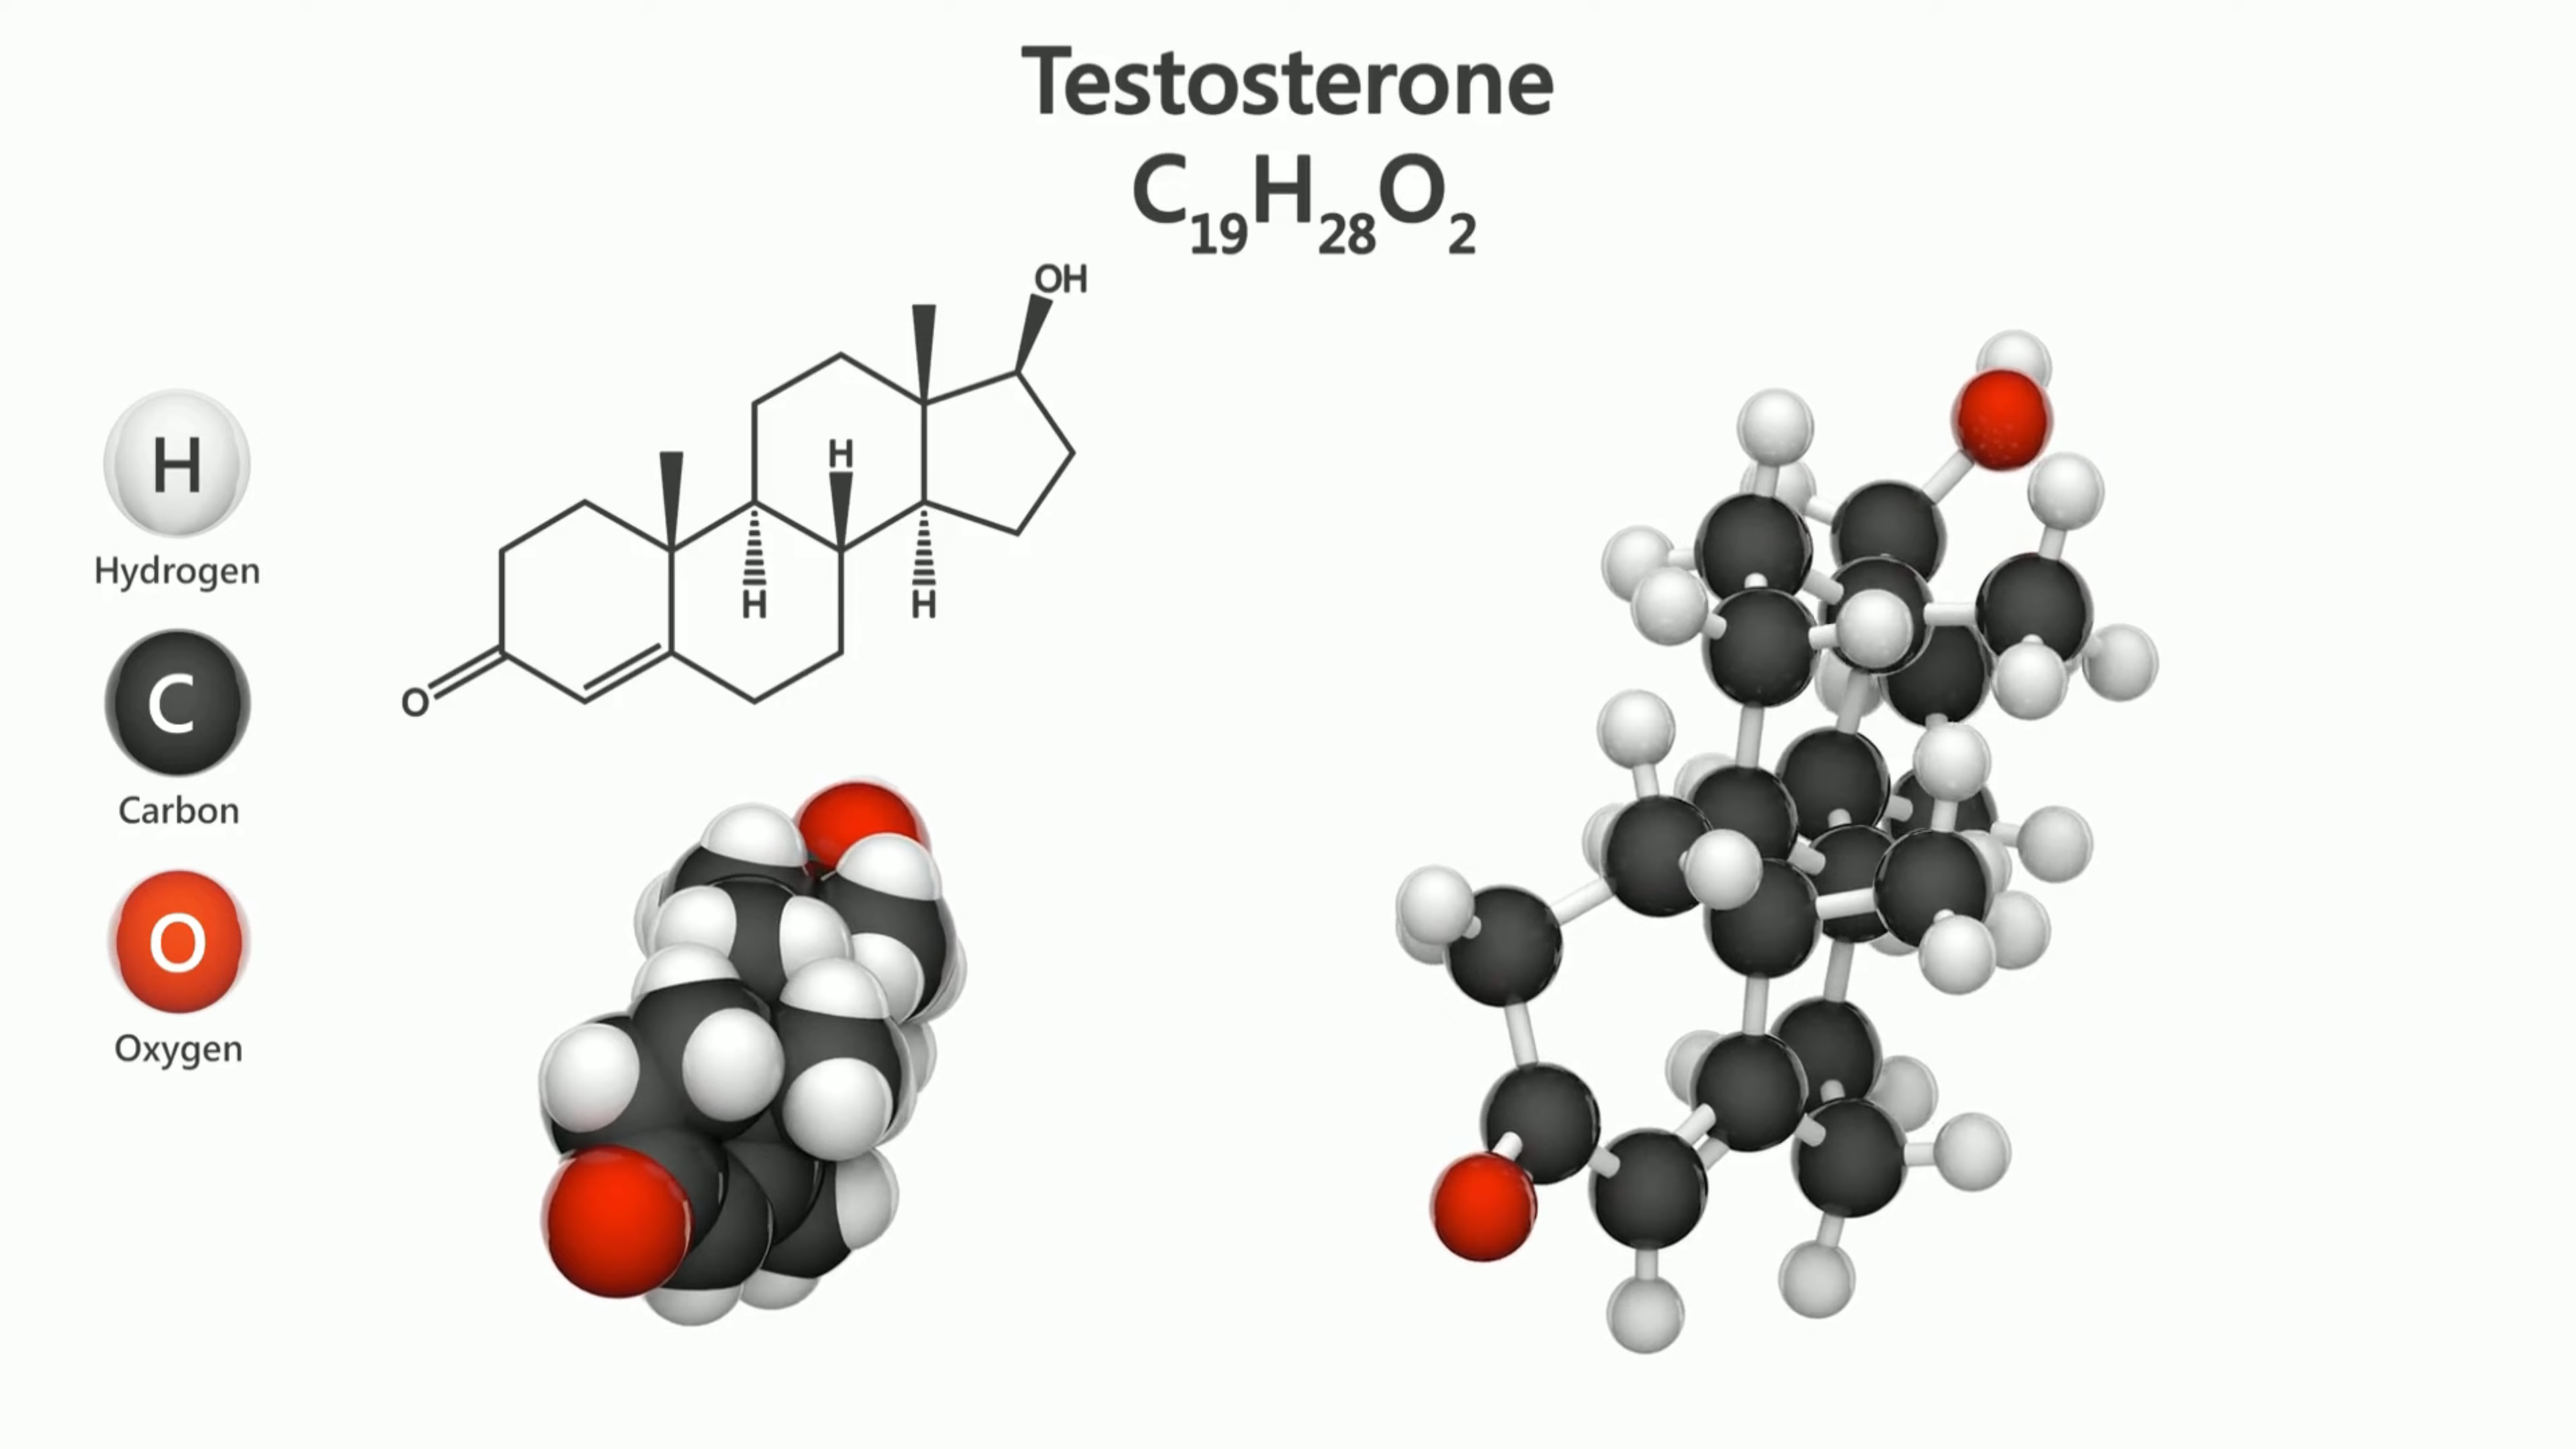 Testosterone
C₁₉H₂₈O₂
OH
H
H
H
O
H
Hydrogen
C
Carbon
O
Oxygen